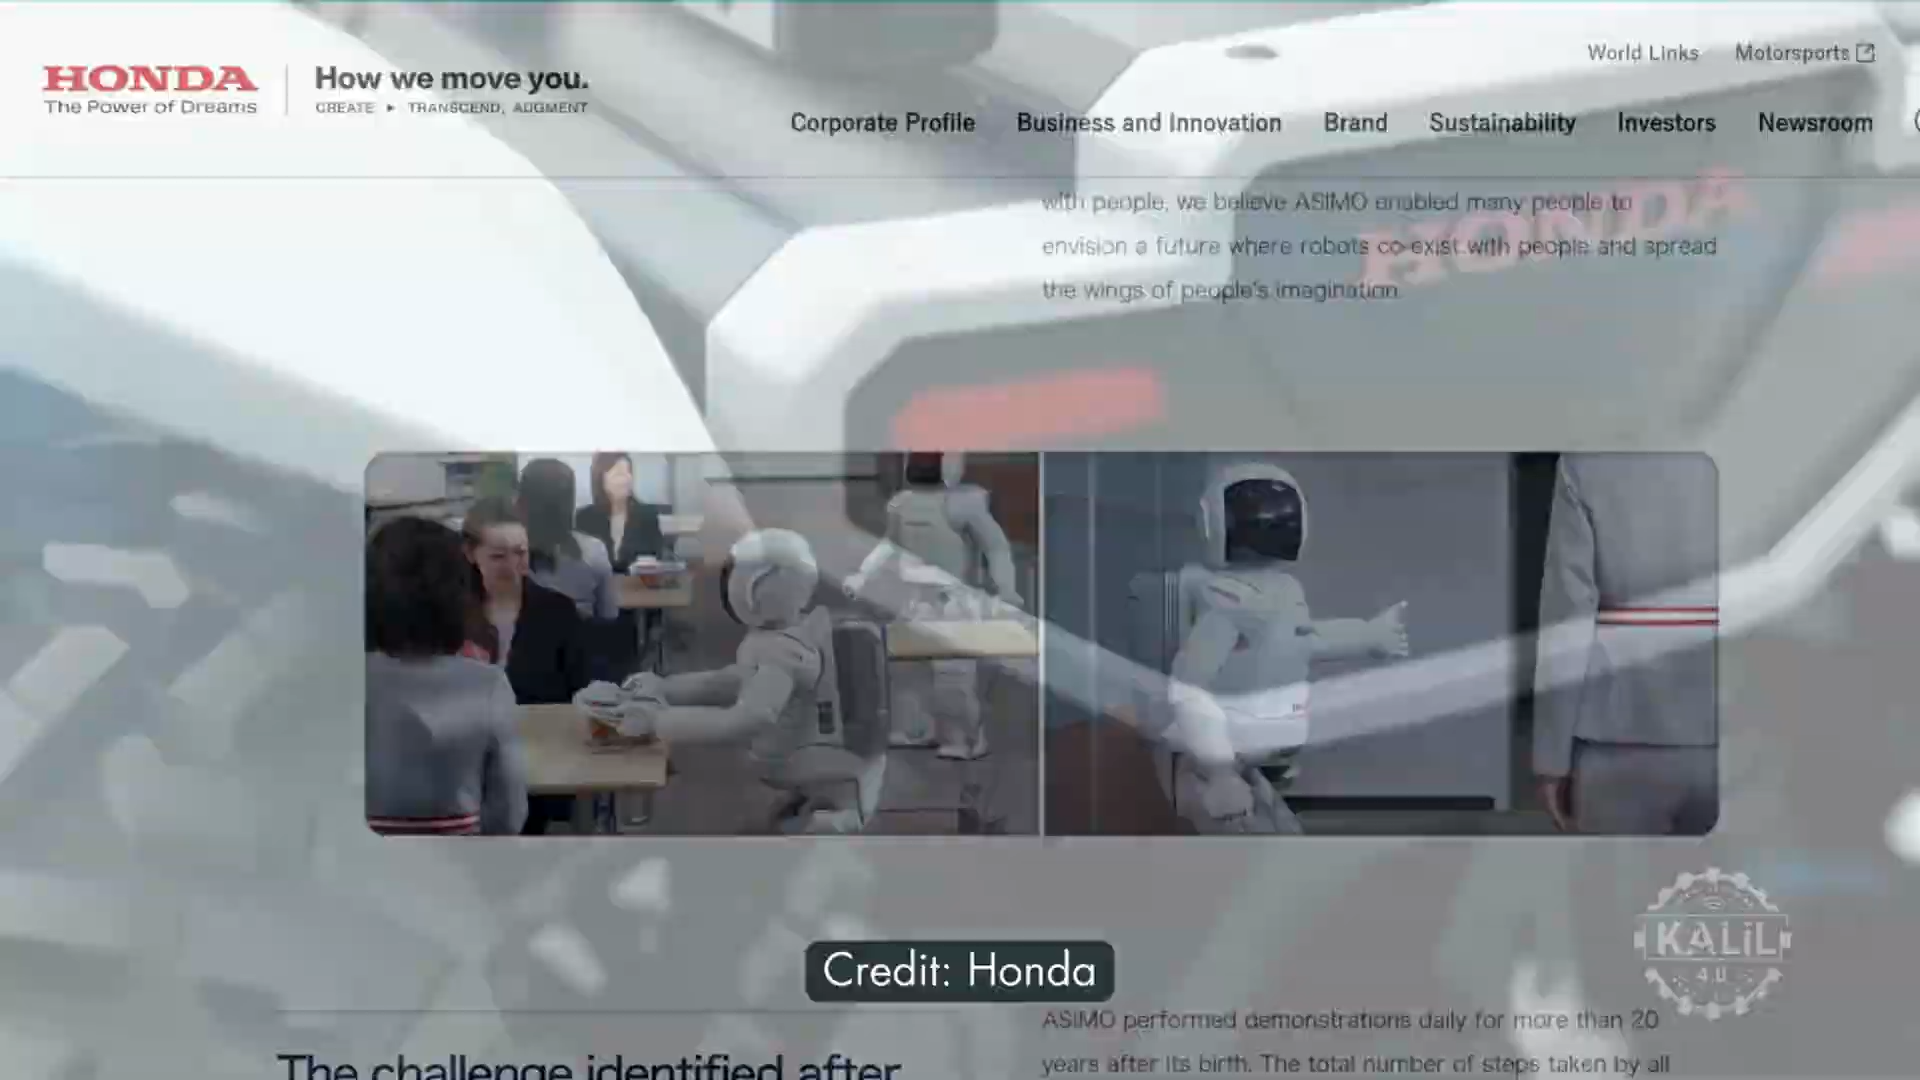 HONDA
The Power of Dreams
How we move you.
CREATE ▸ TRANSCEND, AUGMENT
World Links
Motorsports
Corporate Profile
Business and Innovation
Brand
Sustainability
Investors
Newsroom
with people, we believe ASIMO enabled many people to
envision a future where robots co-exist with people and spread
the wings of people's imagination.
HONDA
KALiL
4.0
Credit: Honda
ASIMO performed demonstrations daily for more than 20
The challenge identified after
years after its birth. The total number of steps taken by all